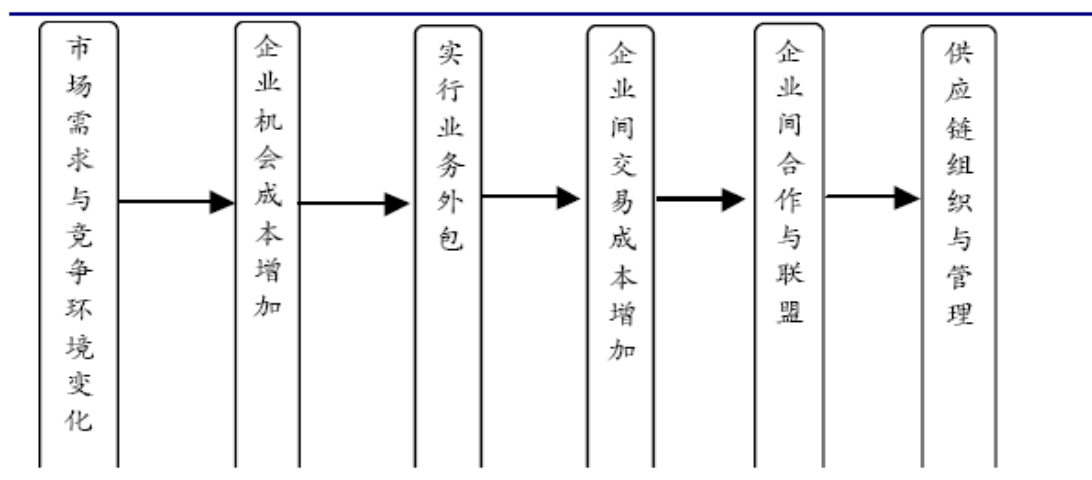 市场需求与竞争环境变化
企业机会成本增加
实行业务外包
企业间交易成本增加
企业间合作与联盟
供应链组织与管理